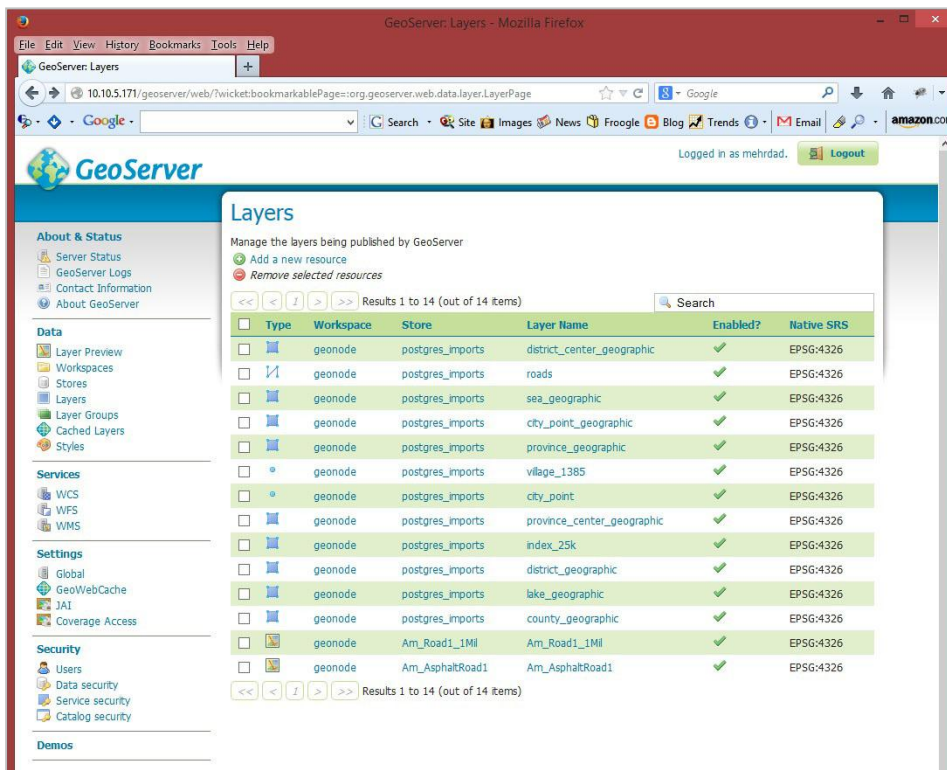 GeoServer: Layers - Mozilla Firefox
File Edit View History Bookmarks Tools Help
GeoServer: Layers
10.10.5.171/geoserver/web/?wicket:bookmarkablePage=:org.geoserver.web.data.layer.LayerPage
Google
Google
Search Site Images News Froogle Blog Trends Email amazon.co
GeoServer
Logged in as mehrdad.
Logout
About & Status
Server Status
GeoServer Logs
Contact Information
About GeoServer
Data
Layer Preview
Workspaces
Stores
Layers
Layer Groups
Cached Layers
Styles
Services
WCS
WFS
WMS
Settings
Global
GeoWebCache
JAI
Coverage Access
Security
Users
Data security
Service security
Catalog security
Demos
Layers
Manage the layers being published by GeoServer
Add a new resource
Remove selected resources
<< < 1 > >> Results 1 to 14 (out of 14 items)
Search
Type Workspace Store Layer Name Enabled? Native SRS
geonode postgres_imports district_center_geographic EPSG:4326
geonode postgres_imports roads EPSG:4326
geonode postgres_imports sea_geographic EPSG:4326
geonode postgres_imports city_point_geographic EPSG:4326
geonode postgres_imports province_geographic EPSG:4326
geonode postgres_imports village_1385 EPSG:4326
geonode postgres_imports city_point EPSG:4326
geonode postgres_imports province_center_geographic EPSG:4326
geonode postgres_imports index_25k EPSG:4326
geonode postgres_imports district_geographic EPSG:4326
geonode postgres_imports lake_geographic EPSG:4326
geonode postgres_imports county_geographic EPSG:4326
geonode Am_Road1_1Mil Am_Road1_1Mil EPSG:4326
geonode Am_AsphaltRoad1 Am_AsphaltRoad1 EPSG:4326
<< < 1 > >> Results 1 to 14 (out of 14 items)